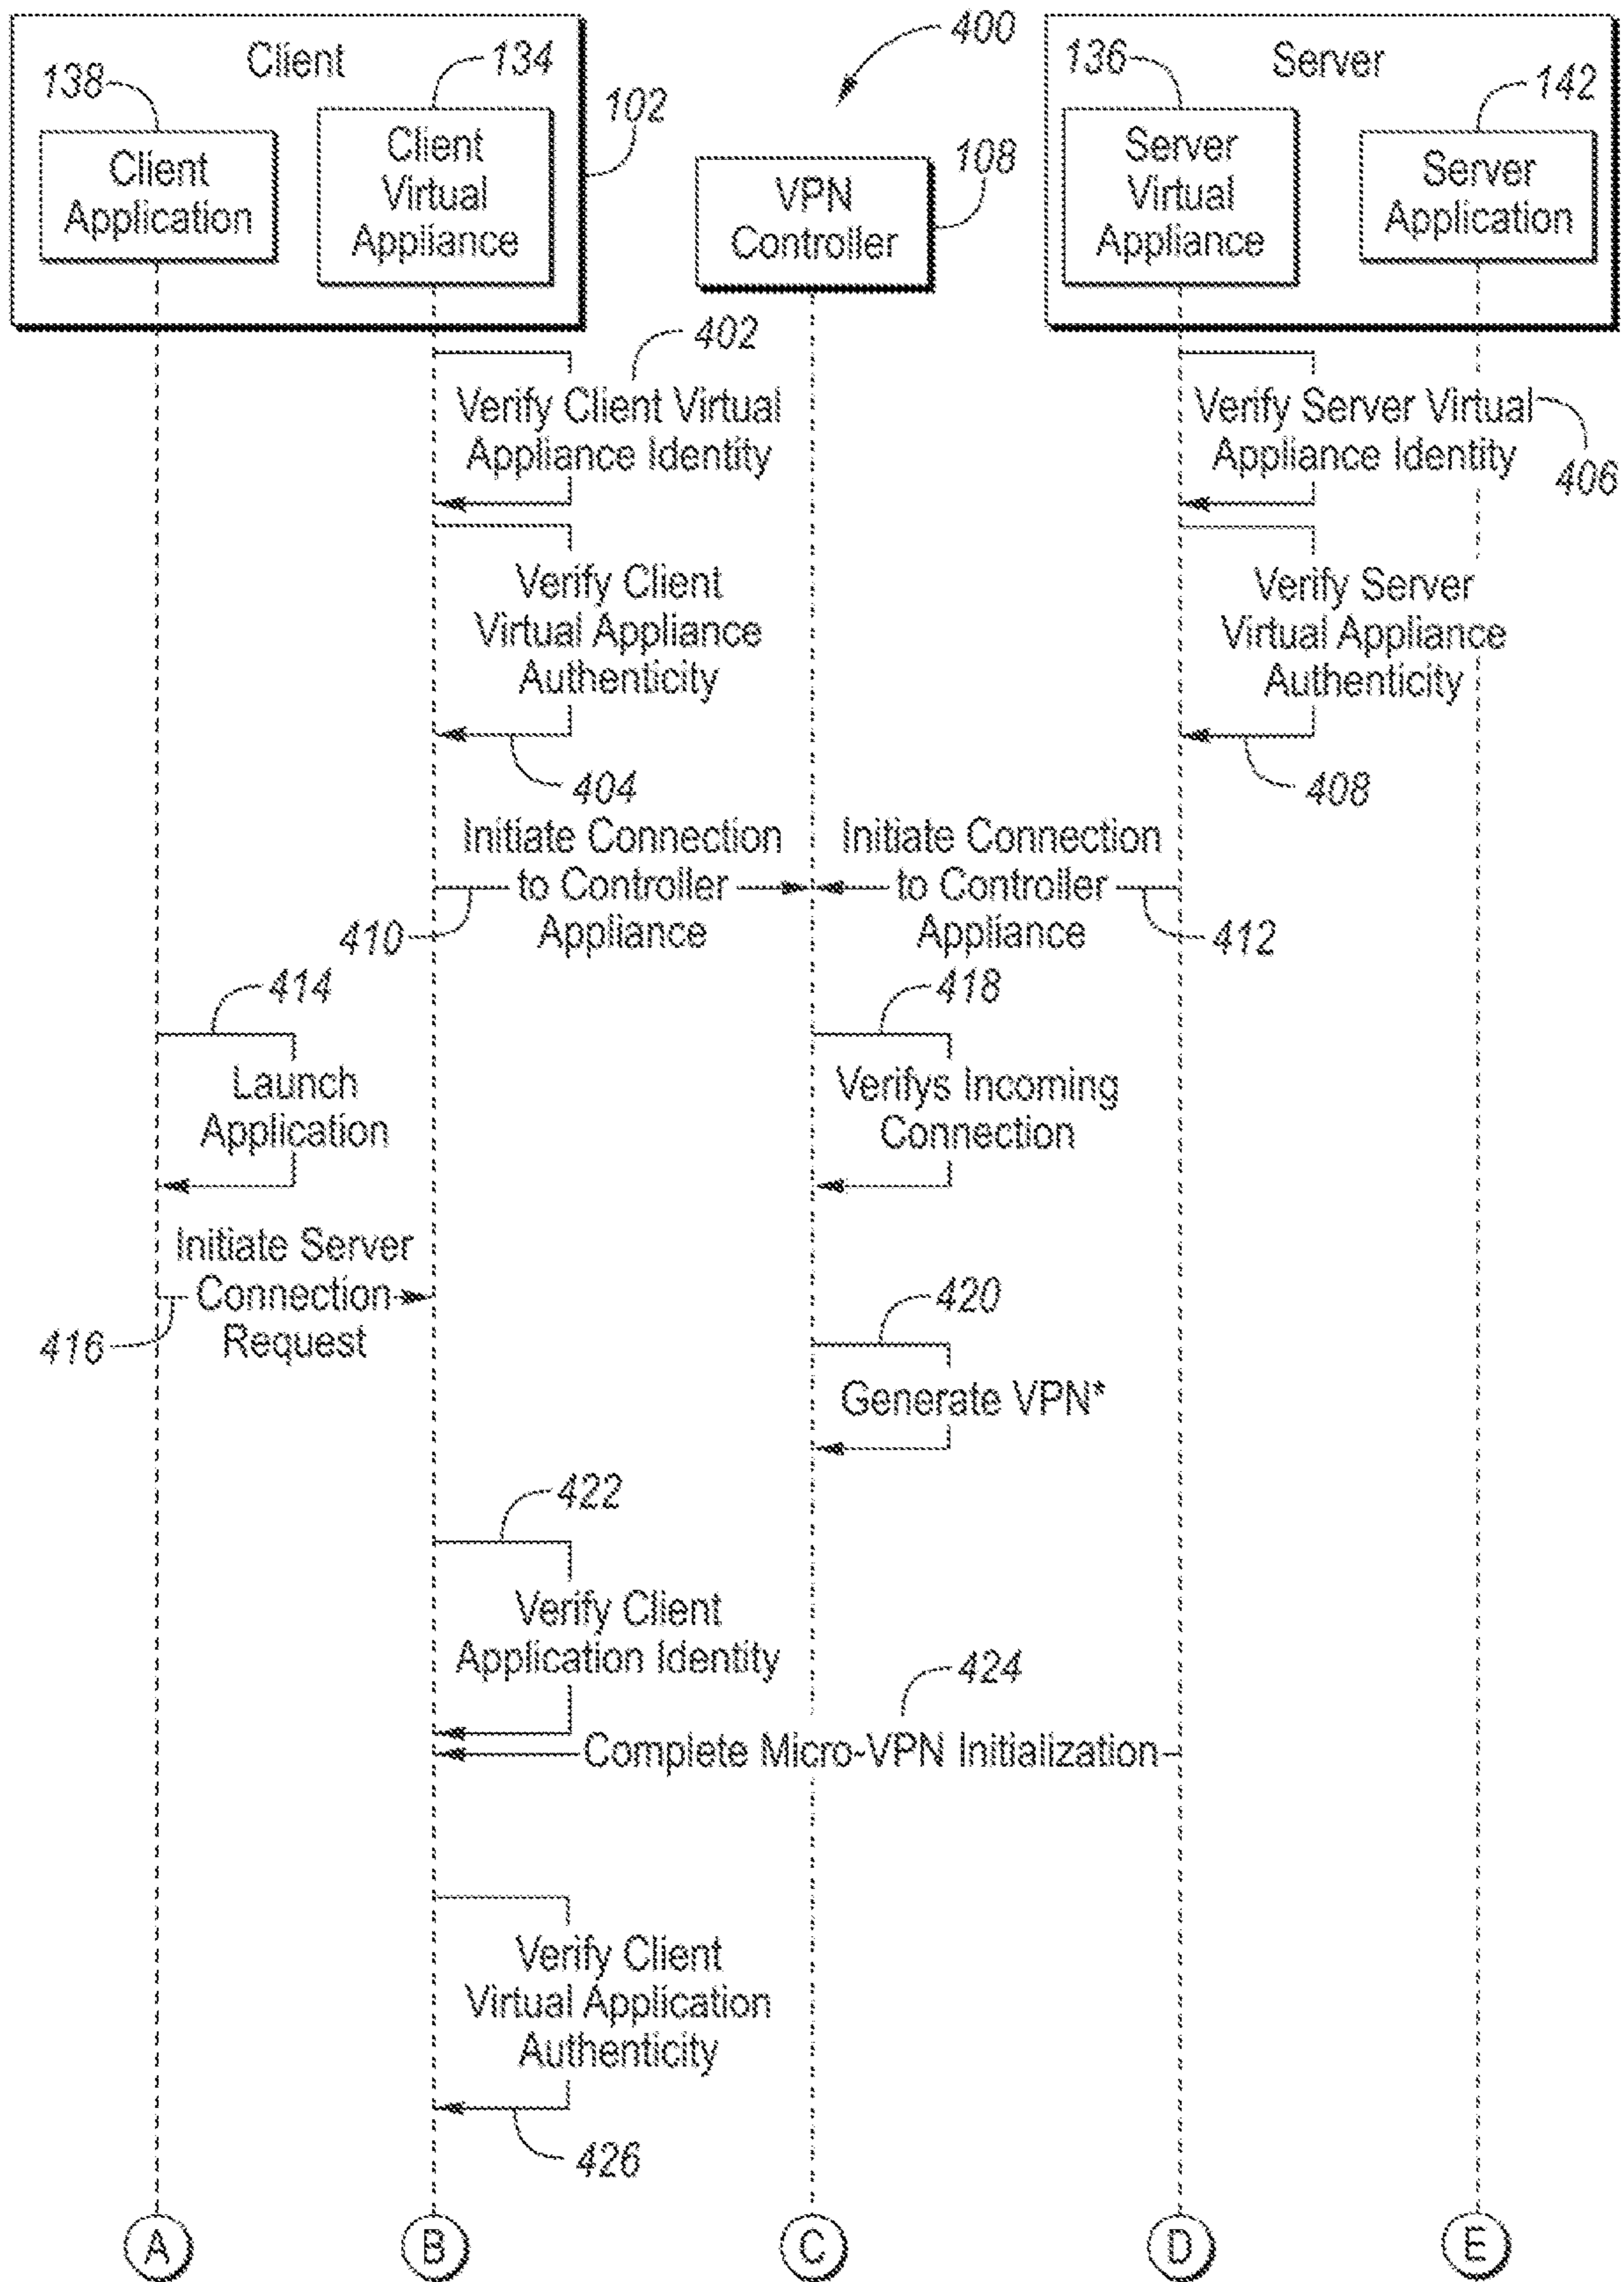 400
Client
138
134
102
Client
Application
Client
Virtual
Appliance
VPN
Controller
108
Server
136
142
Server
Virtual
Appliance
Server
Application
402
Verify Client Virtual
Appliance Identity
Verify Server Virtual
Appliance Identity
406
Verify Client
Virtual Appliance
Authenticity
404
Verify Server
Virtual Appliance
Authenticity
408
Initiate Connection
to Controller
Appliance
410
Initiate Connection
to Controller
Appliance
412
414
Launch
Application
418
Verifys Incoming
Connection
Initiate Server
Connection
Request
416
420
Generate VPN*
422
Verify Client
Application Identity
424
Complete Micro-VPN Initialization
Verify Client
Virtual Application
Authenticity
426
A
B
C
D
E